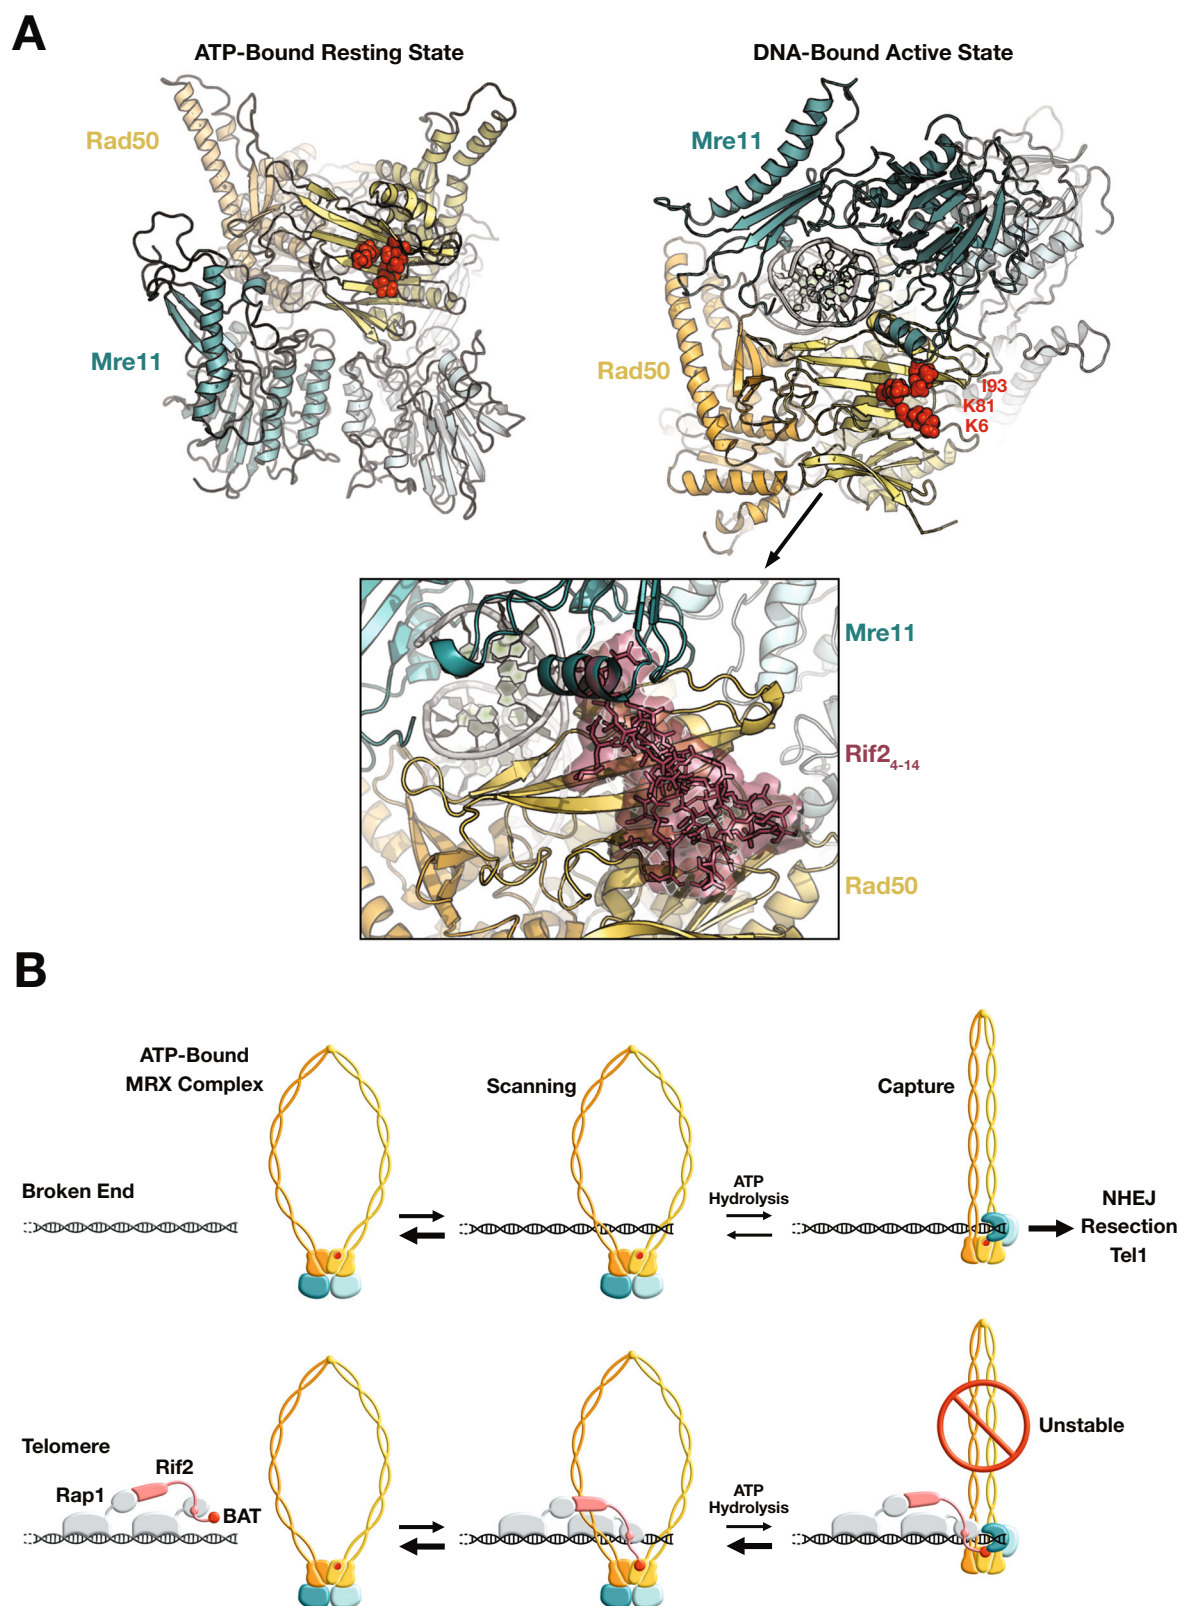 A
ATP-Bound Resting State
DNA-Bound Active State
Rad50
Mre11
Mre11
Rad50
I93
K81
K6
Mre11
Rif2₄₋₁₄
Rad50
B
ATP-Bound
MRX Complex
Scanning
Capture
Broken End
ATP
Hydrolysis
NHEJ
Resection
Tel1
Telomere
Rif2
Rap1
BAT
ATP
Hydrolysis
Unstable